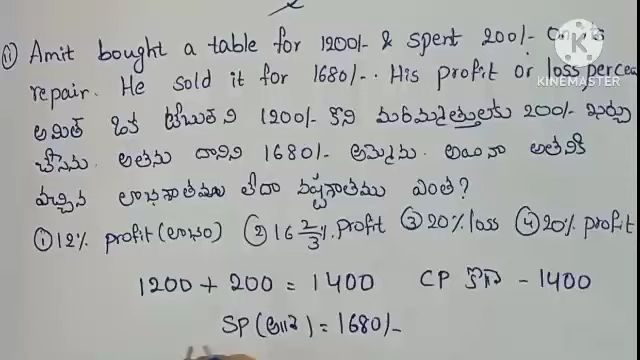 ⑪ Amit bought a table for 1200/- & spent 200/- on its
repair. He sold it for 1680/-. His profit or loss
KINEMASTER
అమిత్ ఒక టేబుల్ ని 1200/- కొని మరమ్మత్తులకు 200/- ఖర్చు
చేసెను. అతను దానిని 1680/- అమ్మెను. అయినా అతనికి
వచ్చిన లాభశాతము లేదా నష్టశాతము ఎంత?
① 12% profit (లాభం) ② 16 2/3 % profit ③ 20% loss ④ 20% profit
1200 + 200 = 1400 CP కొన్న - 1400
SP (అమ్మె) = 1680/-